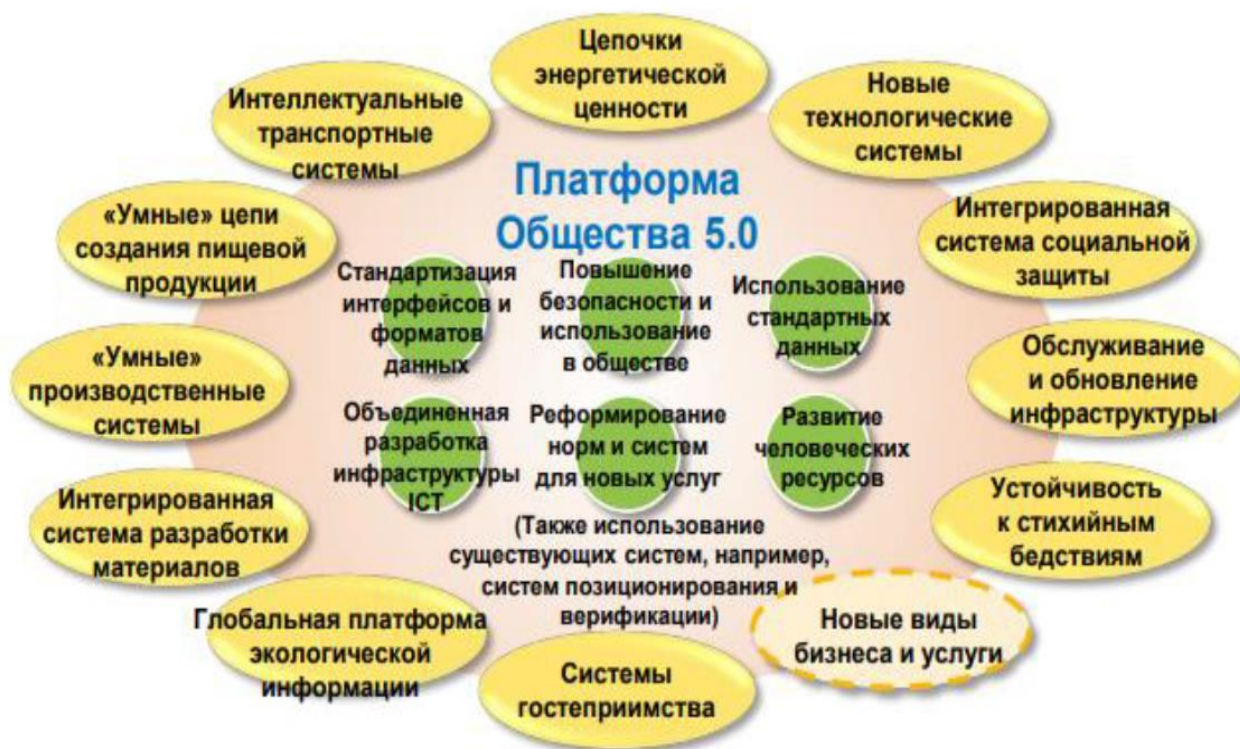 Цепочки
энергетической
ценности
Новые
технологические
системы
Интегрированная
система социальной
защиты
Обслуживание
и обновление
инфраструктуры
Устойчивость
к стихийным
бедствиям
Новые виды
бизнеса и услуги
Системы
гостеприимства
Глобальная платформа
экологической
информации
Интегрированная
система разработки
материалов
«Умные»
производственные
системы
«Умные» цепи
создания пищевой
продукции
Интеллектуальные
транспортные
системы
Платформа
Общества 5.0
Стандартизация
интерфейсов и
форматов
данных
Повышение
безопасности и
использование
в обществе
Использование
стандартных
данных
Объединенная
разработка
инфраструктуры
ICT
Реформирование
норм и систем
для новых услуг
Развитие
человеческих
ресурсов
(Также использование
существующих систем, например,
систем позиционирования и
верификации)